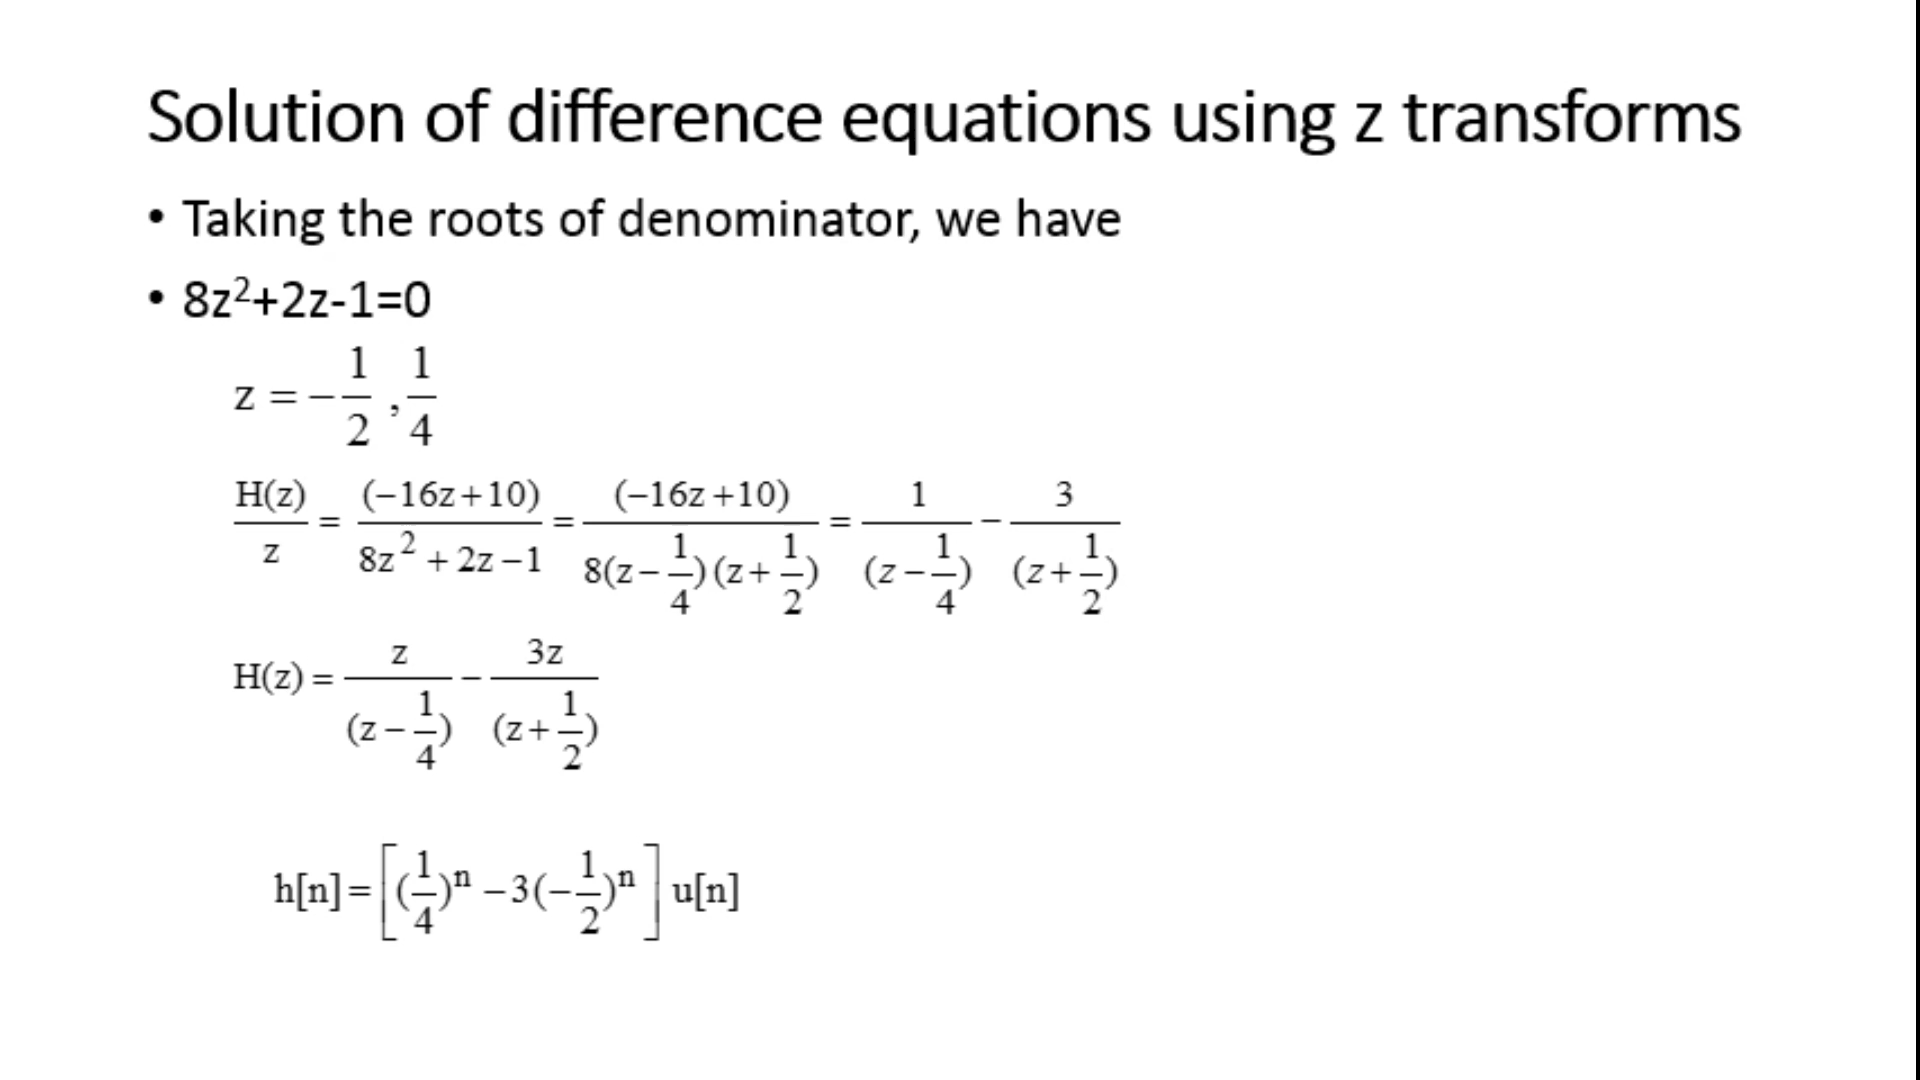 Solution of difference equations using z transforms
• Taking the roots of denominator, we have
• 8z²+2z-1=0
z = −1/2 , 1/4
H(z)/z = (−16z+10)/(8z² + 2z −1) = (−16z +10)/(8(z− 1/4)(z+ 1/2)) = 1/(z − 1/4) − 3/(z+ 1/2)
H(z) = z/(z − 1/4) − 3z/(z+ 1/2)
h[n]= [(1/4)ⁿ −3(−1/2)ⁿ] u[n]